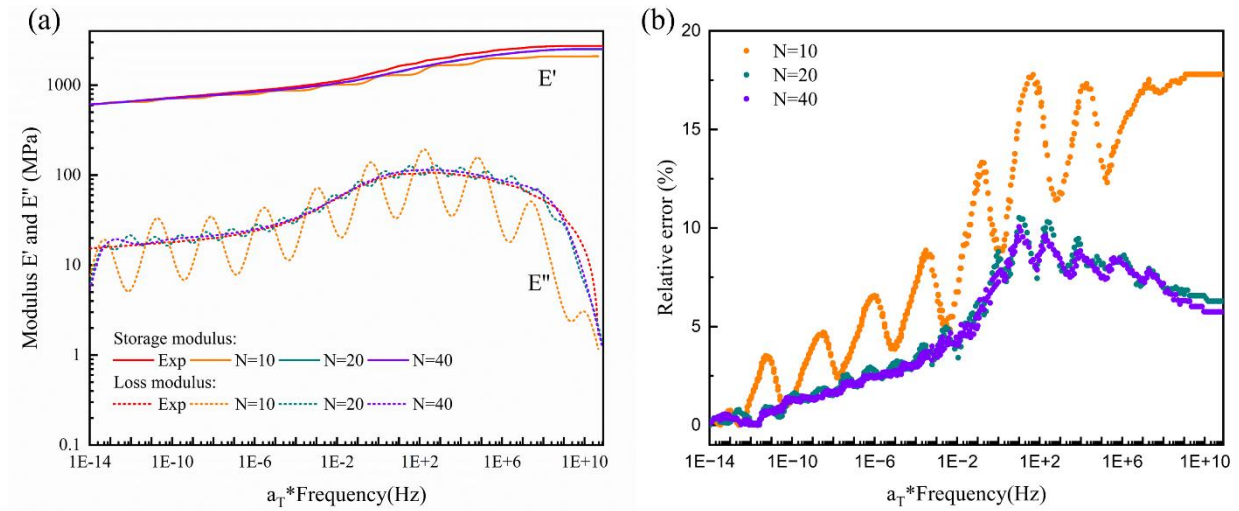 (a)
Modulus E' and E" (MPa)
1000
100
10
1
0.1
E'
E"
Storage modulus:
Exp N=10 N=20 N=40
Loss modulus:
Exp N=10 N=20 N=40
1E-14 1E-10 1E-6 1E-2 1E+2 1E+6 1E+10
a_T*Frequency(Hz)
(b)
Relative error (%)
20
15
10
5
0
N=10
N=20
N=40
1E-14 1E-10 1E-6 1E-2 1E+2 1E+6 1E+10
a_T*Frequency(Hz)